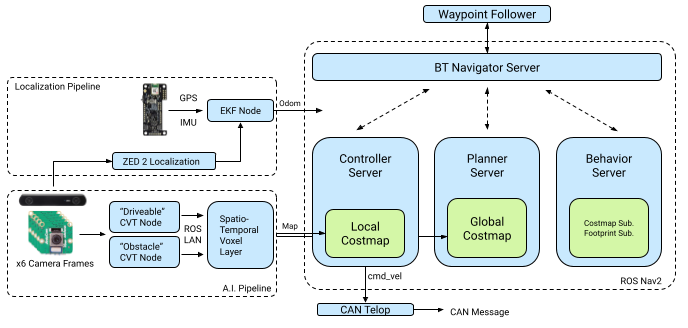 Waypoint Follower
BT Navigator Server
Localization Pipeline
GPS
IMU
EKF Node
Odom
ZED 2 Localization
Controller
Server
Planner
Server
Behavior
Server
"Driveable"
CVT Node
"Obstacle"
CVT Node
ROS
LAN
Spatio-
Temporal
Voxel
Layer
Map
Local
Costmap
Global
Costmap
Costmap Sub.
Footprint Sub.
x6 Camera Frames
A.I. Pipeline
cmd_vel
ROS Nav2
CAN Telop
CAN Message